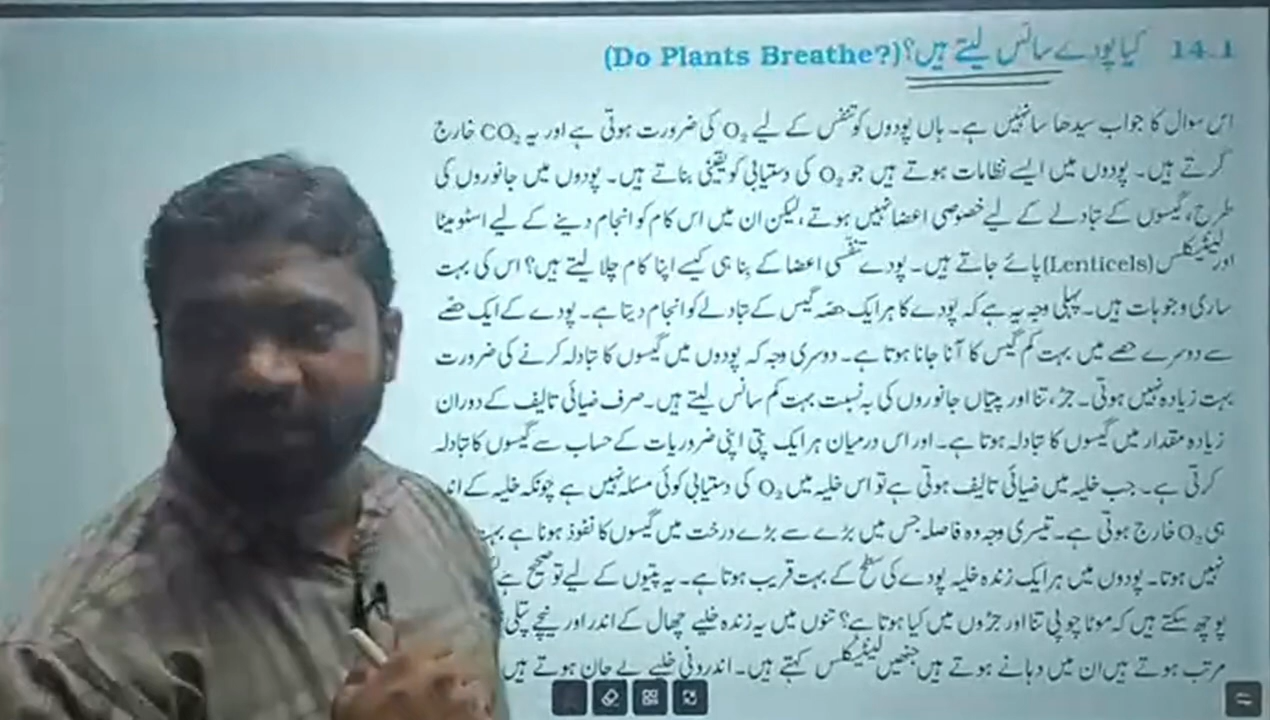 14.1 کیا پودے سانس لیتے ہیں؟ (Do Plants Breathe?)
اس سوال کا جواب سیدھا سا نہیں ہے۔ ہاں پودوں کو تنفس کے لیے O₂ کی ضرورت ہوتی ہے اور یہ CO₂ خارج
کرتے ہیں۔ پودوں میں ایسے نظامات ہوتے ہیں جو O₂ کی دستیابی کو یقینی بناتے ہیں۔ پودوں میں جانوروں کی
طرح، گیسوں کے تبادلے کے لیے خصوصی اعضا نہیں ہوتے، لیکن ان میں اس کام کو انجام دینے کے لیے اسٹومیٹا
اور لینٹیکلس (Lenticels) پائے جاتے ہیں۔ پودے تنفّسی اعضا کے بِنا ہی کیسے اپنا کام چلا لیتے ہیں؟ اس کی بہت
ساری وجوہات ہیں۔ پہلی وجہ یہ ہے کہ پودے کا ہر ایک حصّہ گیس کے تبادلے کو انجام دیتا ہے۔ پودے کے ایک حصّے
سے دوسرے حصے میں بہت کم گیس کا آنا جانا ہوتا ہے۔ دوسری وجہ کہ پودوں میں گیسوں کا تبادلہ کرنے کی ضرورت
بہت زیادہ نہیں ہوتی۔ جڑ، تنا اور پتیاں جانوروں کی بہ نسبت بہت کم سانس لیتے ہیں۔ صرف ضیائی تالیف کے دوران
زیادہ مقدار میں گیسوں کا تبادلہ ہوتا ہے۔ اور اس درمیان ہر ایک پتی اپنی ضروریات کے حساب سے گیسوں کا تبادلہ
کرتی ہے۔ جب خلیہ میں ضیائی تالیف ہوتی ہے تو اس خلیہ میں O₂ کی دستیابی کوئی مسئلہ نہیں ہے چونکہ خلیہ کے
ہی O₂ خارج ہوتی ہے۔ تیسری وجہ وہ فاصلہ جس میں بڑے سے بڑے درخت میں گیسوں کا نفوذ ہونا ہے بہت
نہیں ہوتا۔ پودوں میں ہر ایک زندہ خلیہ پودے کی سطح کے بہت قریب ہوتا ہے۔ یہ پتیوں کے لیے تو صحیح ہے
پوچھ سکتے ہیں کہ موٹا چوبی تنا اور جڑوں میں کیا ہوتا ہے؟ تنوں میں یہ زندہ خلیے چھال کے اندر اور نیچے پتلی
مرتب ہوتے ہیں ان میں دہانے ہوتے ہیں جنھیں لینٹیکلس کہتے ہیں۔ اندرونی خلیے بے جان ہوتے ہیں